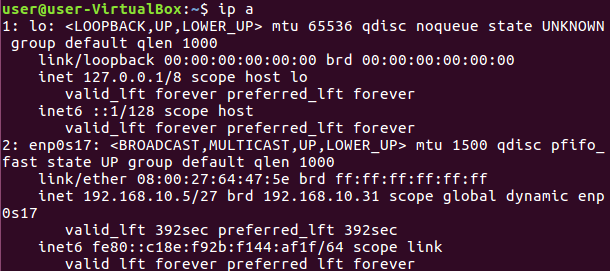 user@user-VirtualBox:~$ ip a
1: lo: <LOOPBACK,UP,LOWER_UP> mtu 65536 qdisc noqueue state UNKNOWN
 group default qlen 1000
    link/loopback 00:00:00:00:00:00 brd 00:00:00:00:00:00
    inet 127.0.0.1/8 scope host lo
       valid_lft forever preferred_lft forever
    inet6 ::1/128 scope host
       valid_lft forever preferred_lft forever
2: enp0s17: <BROADCAST,MULTICAST,UP,LOWER_UP> mtu 1500 qdisc pfifo_
fast state UP group default qlen 1000
    link/ether 08:00:27:64:47:5e brd ff:ff:ff:ff:ff:ff
    inet 192.168.10.5/27 brd 192.168.10.31 scope global dynamic enp
0s17
       valid_lft 392sec preferred_lft 392sec
    inet6 fe80::c18e:f92b:f144:af1f/64 scope link
       valid_lft forever preferred_lft forever